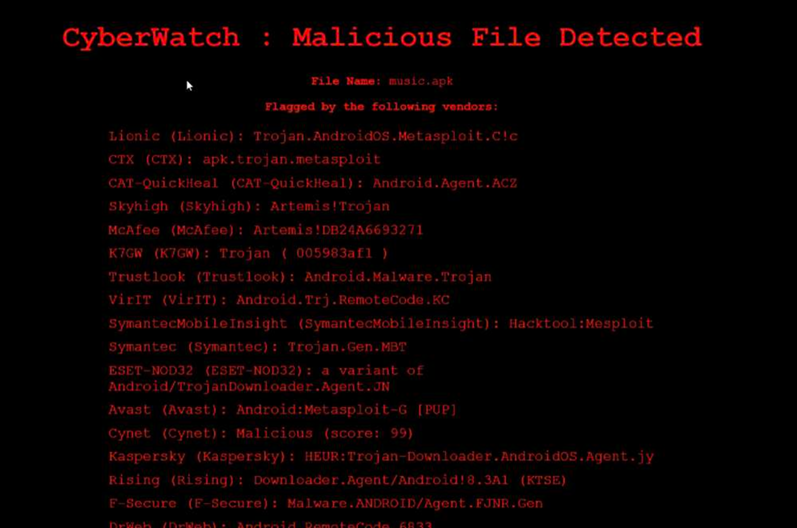 CyberWatch : Malicious File Detected
File Name: music.apk
Flagged by the following vendors:
Lionic (Lionic): Trojan.AndroidOS.Metasploit.C!c
CTX (CTX): apk.trojan.metasploit
CAT-QuickHeal (CAT-QuickHeal): Android.Agent.ACZ
Skyhigh (Skyhigh): Artemis!Trojan
McAfee (McAfee): Artemis!DB24A6693271
K7GW (K7GW): Trojan ( 005983af1 )
Trustlook (Trustlook): Android.Malware.Trojan
VirIT (VirIT): Android.Trj.RemoteCode.KC
SymantecMobileInsight (SymantecMobileInsight): Hacktool:Mesploit
Symantec (Symantec): Trojan.Gen.MBT
ESET-NOD32 (ESET-NOD32): a variant of
Android/TrojanDownloader.Agent.JN
Avast (Avast): Android:Metasploit-G [PUP]
Cynet (Cynet): Malicious (score: 99)
Kaspersky (Kaspersky): HEUR:Trojan-Downloader.AndroidOS.Agent.jy
Rising (Rising): Downloader.Agent/Android!8.3A1 (KTSE)
F-Secure (F-Secure): Malware.ANDROID/Agent.FJNR.Gen
DrWeb (DrWeb): Android.RemoteCode.6833